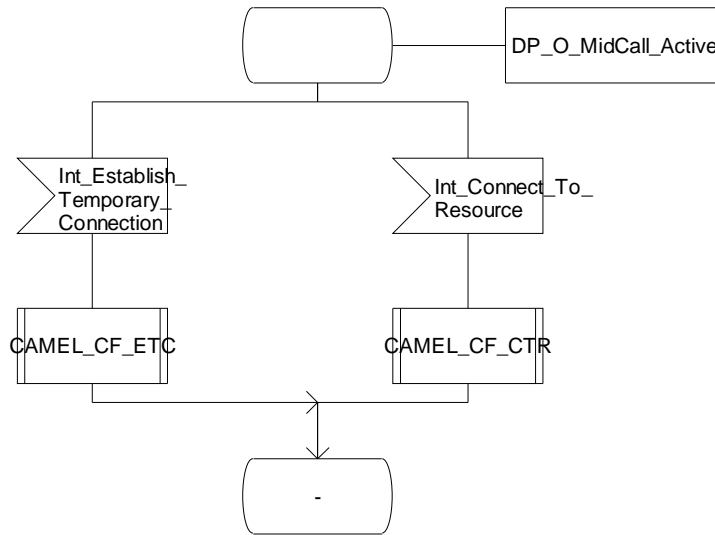 DP_O_MidCall_Active
Int_Establish_
Temporary_
Connection
Int_Connect_To_
Resource
CAMEL_CF_ETC
CAMEL_CF_CTR
-